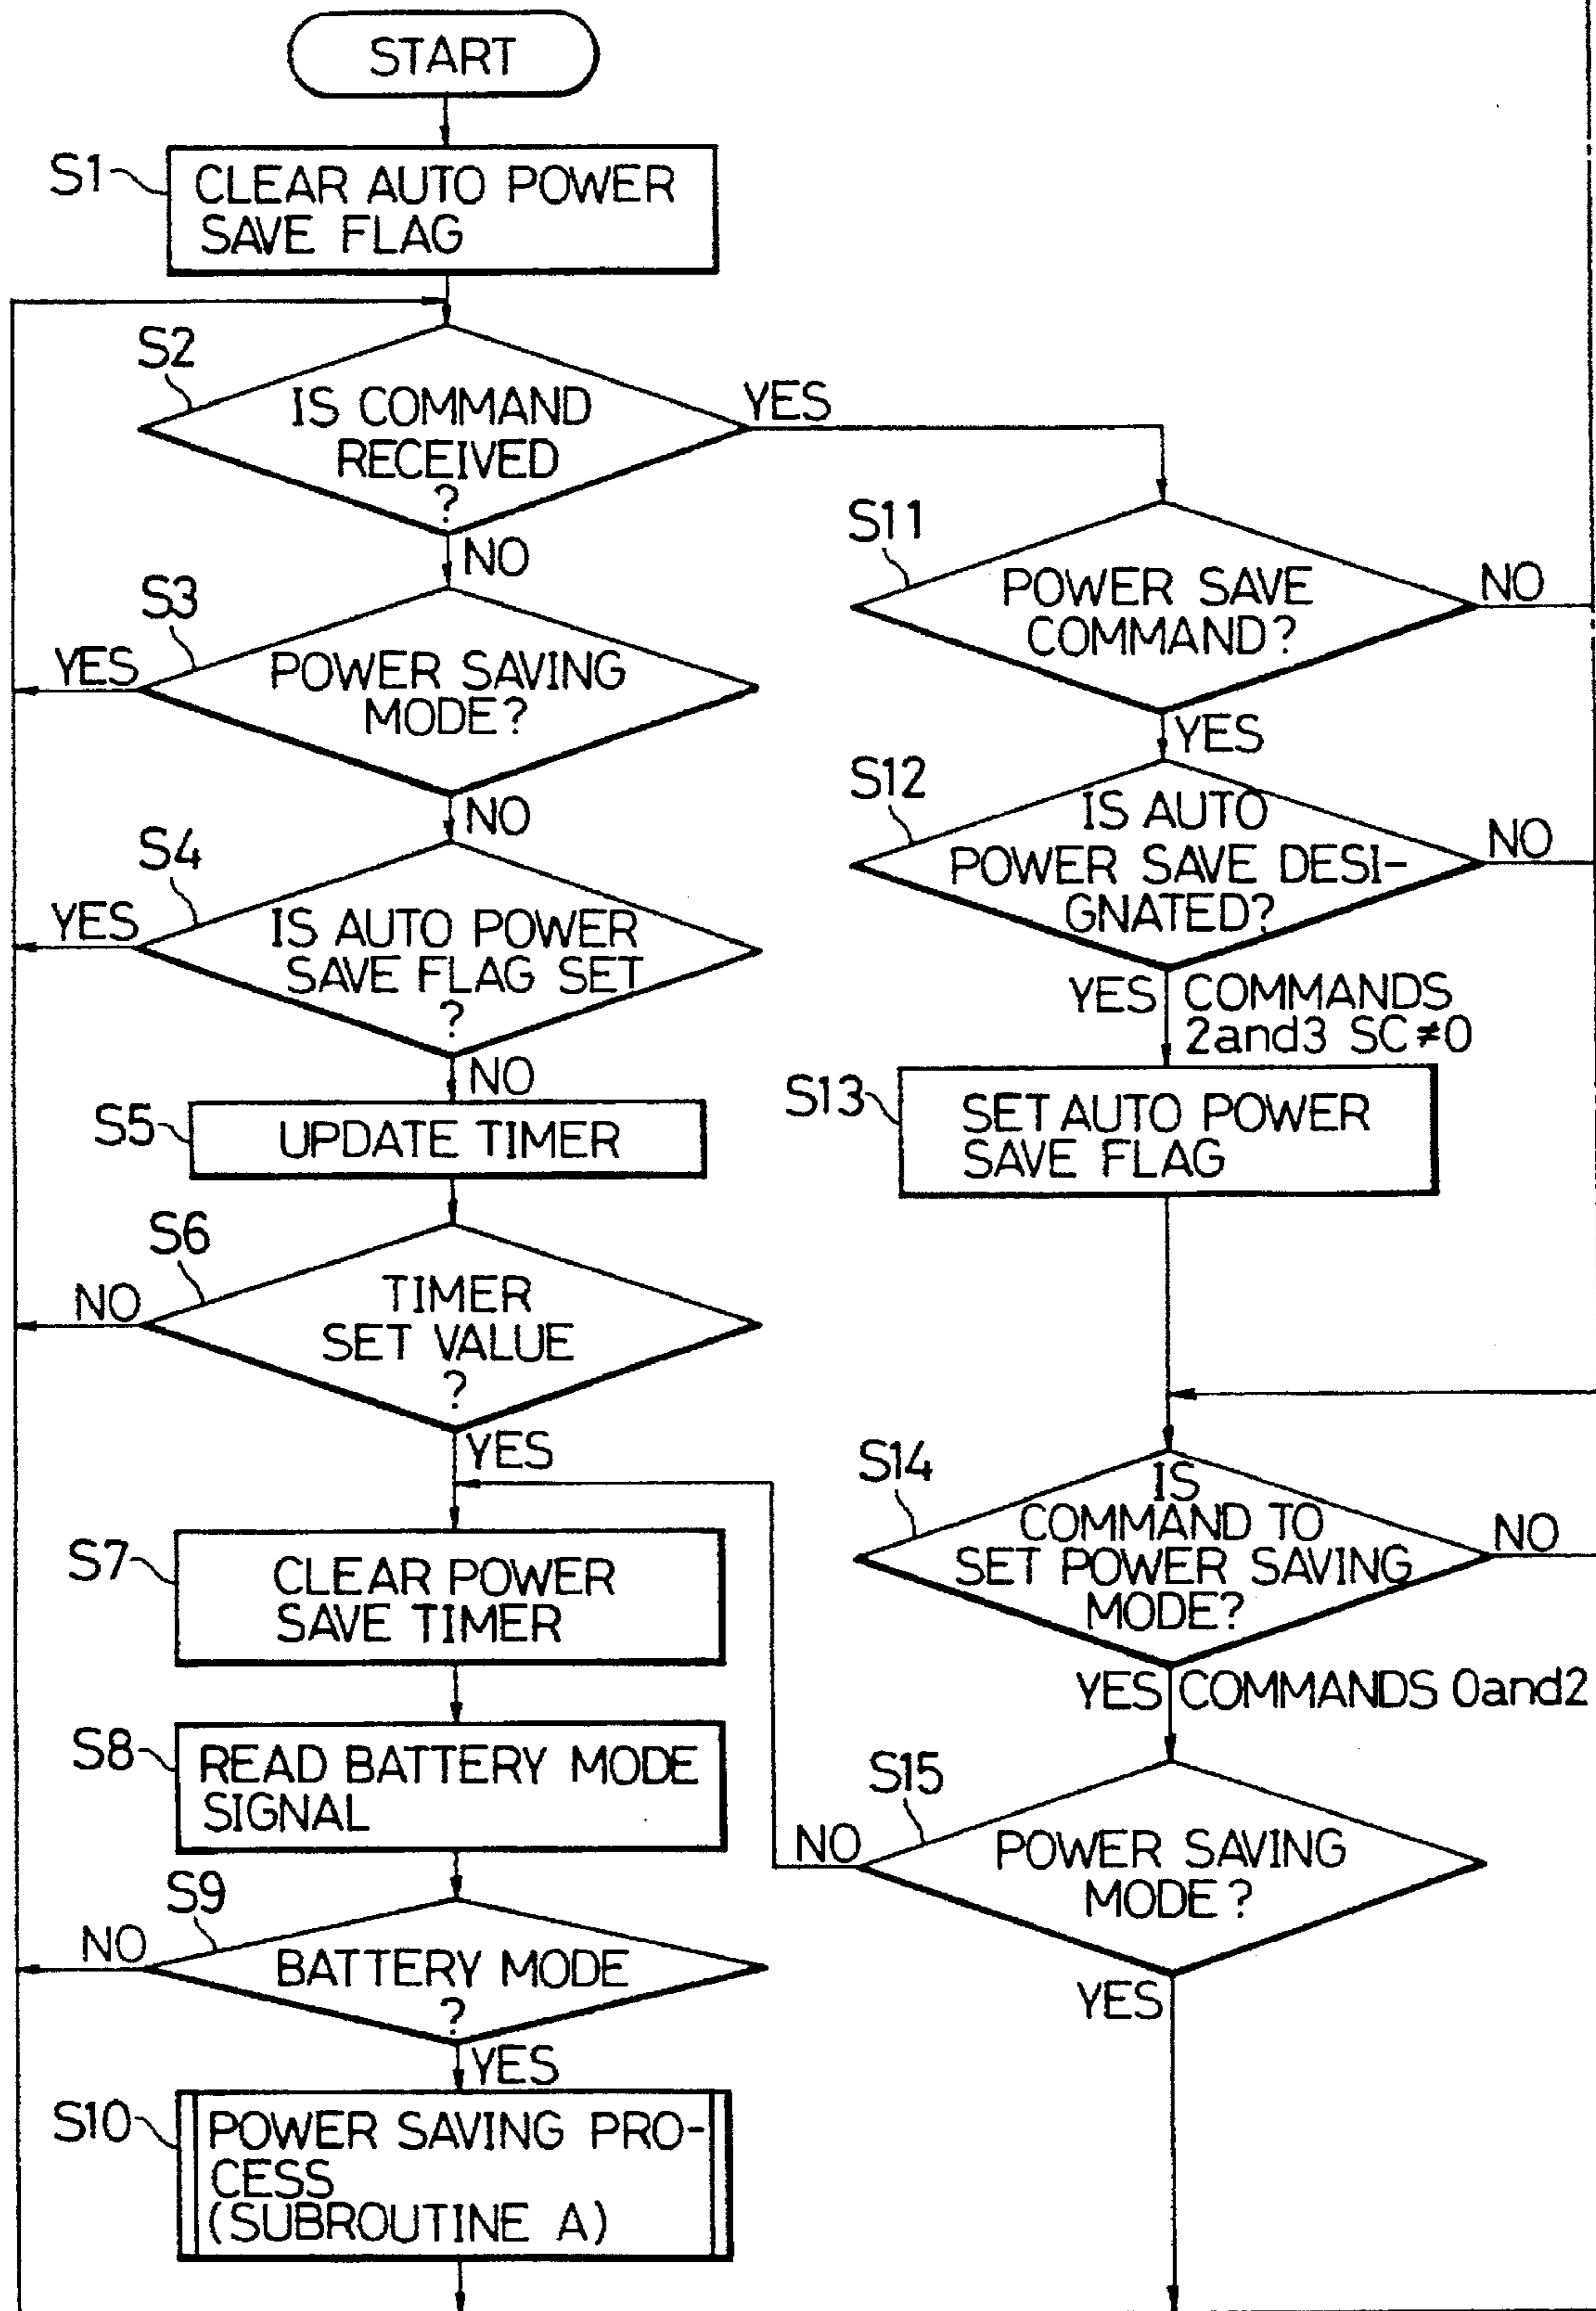 START
S1
CLEAR AUTO POWER
SAVE FLAG
S2
IS COMMAND
RECEIVED
?
YES
NO
S3
POWER SAVING
MODE?
YES
NO
S4
IS AUTO POWER
SAVE FLAG SET
?
YES
NO
S5
UPDATE TIMER
S6
TIMER
SET VALUE
?
NO
YES
S7
CLEAR POWER
SAVE TIMER
S8
READ BATTERY MODE
SIGNAL
S9
BATTERY MODE
?
NO
YES
S10
POWER SAVING PRO-
CESS
(SUBROUTINE A)
S11
POWER SAVE
COMMAND?
NO
YES
S12
IS AUTO
POWER SAVE DESI-
GNATED?
NO
YES COMMANDS
2and3 SC≠0
S13
SET AUTO POWER
SAVE FLAG
S14
IS
COMMAND TO
SET POWER SAVING
MODE?
NO
YES COMMANDS 0and2
S15
POWER SAVING
MODE?
NO
YES